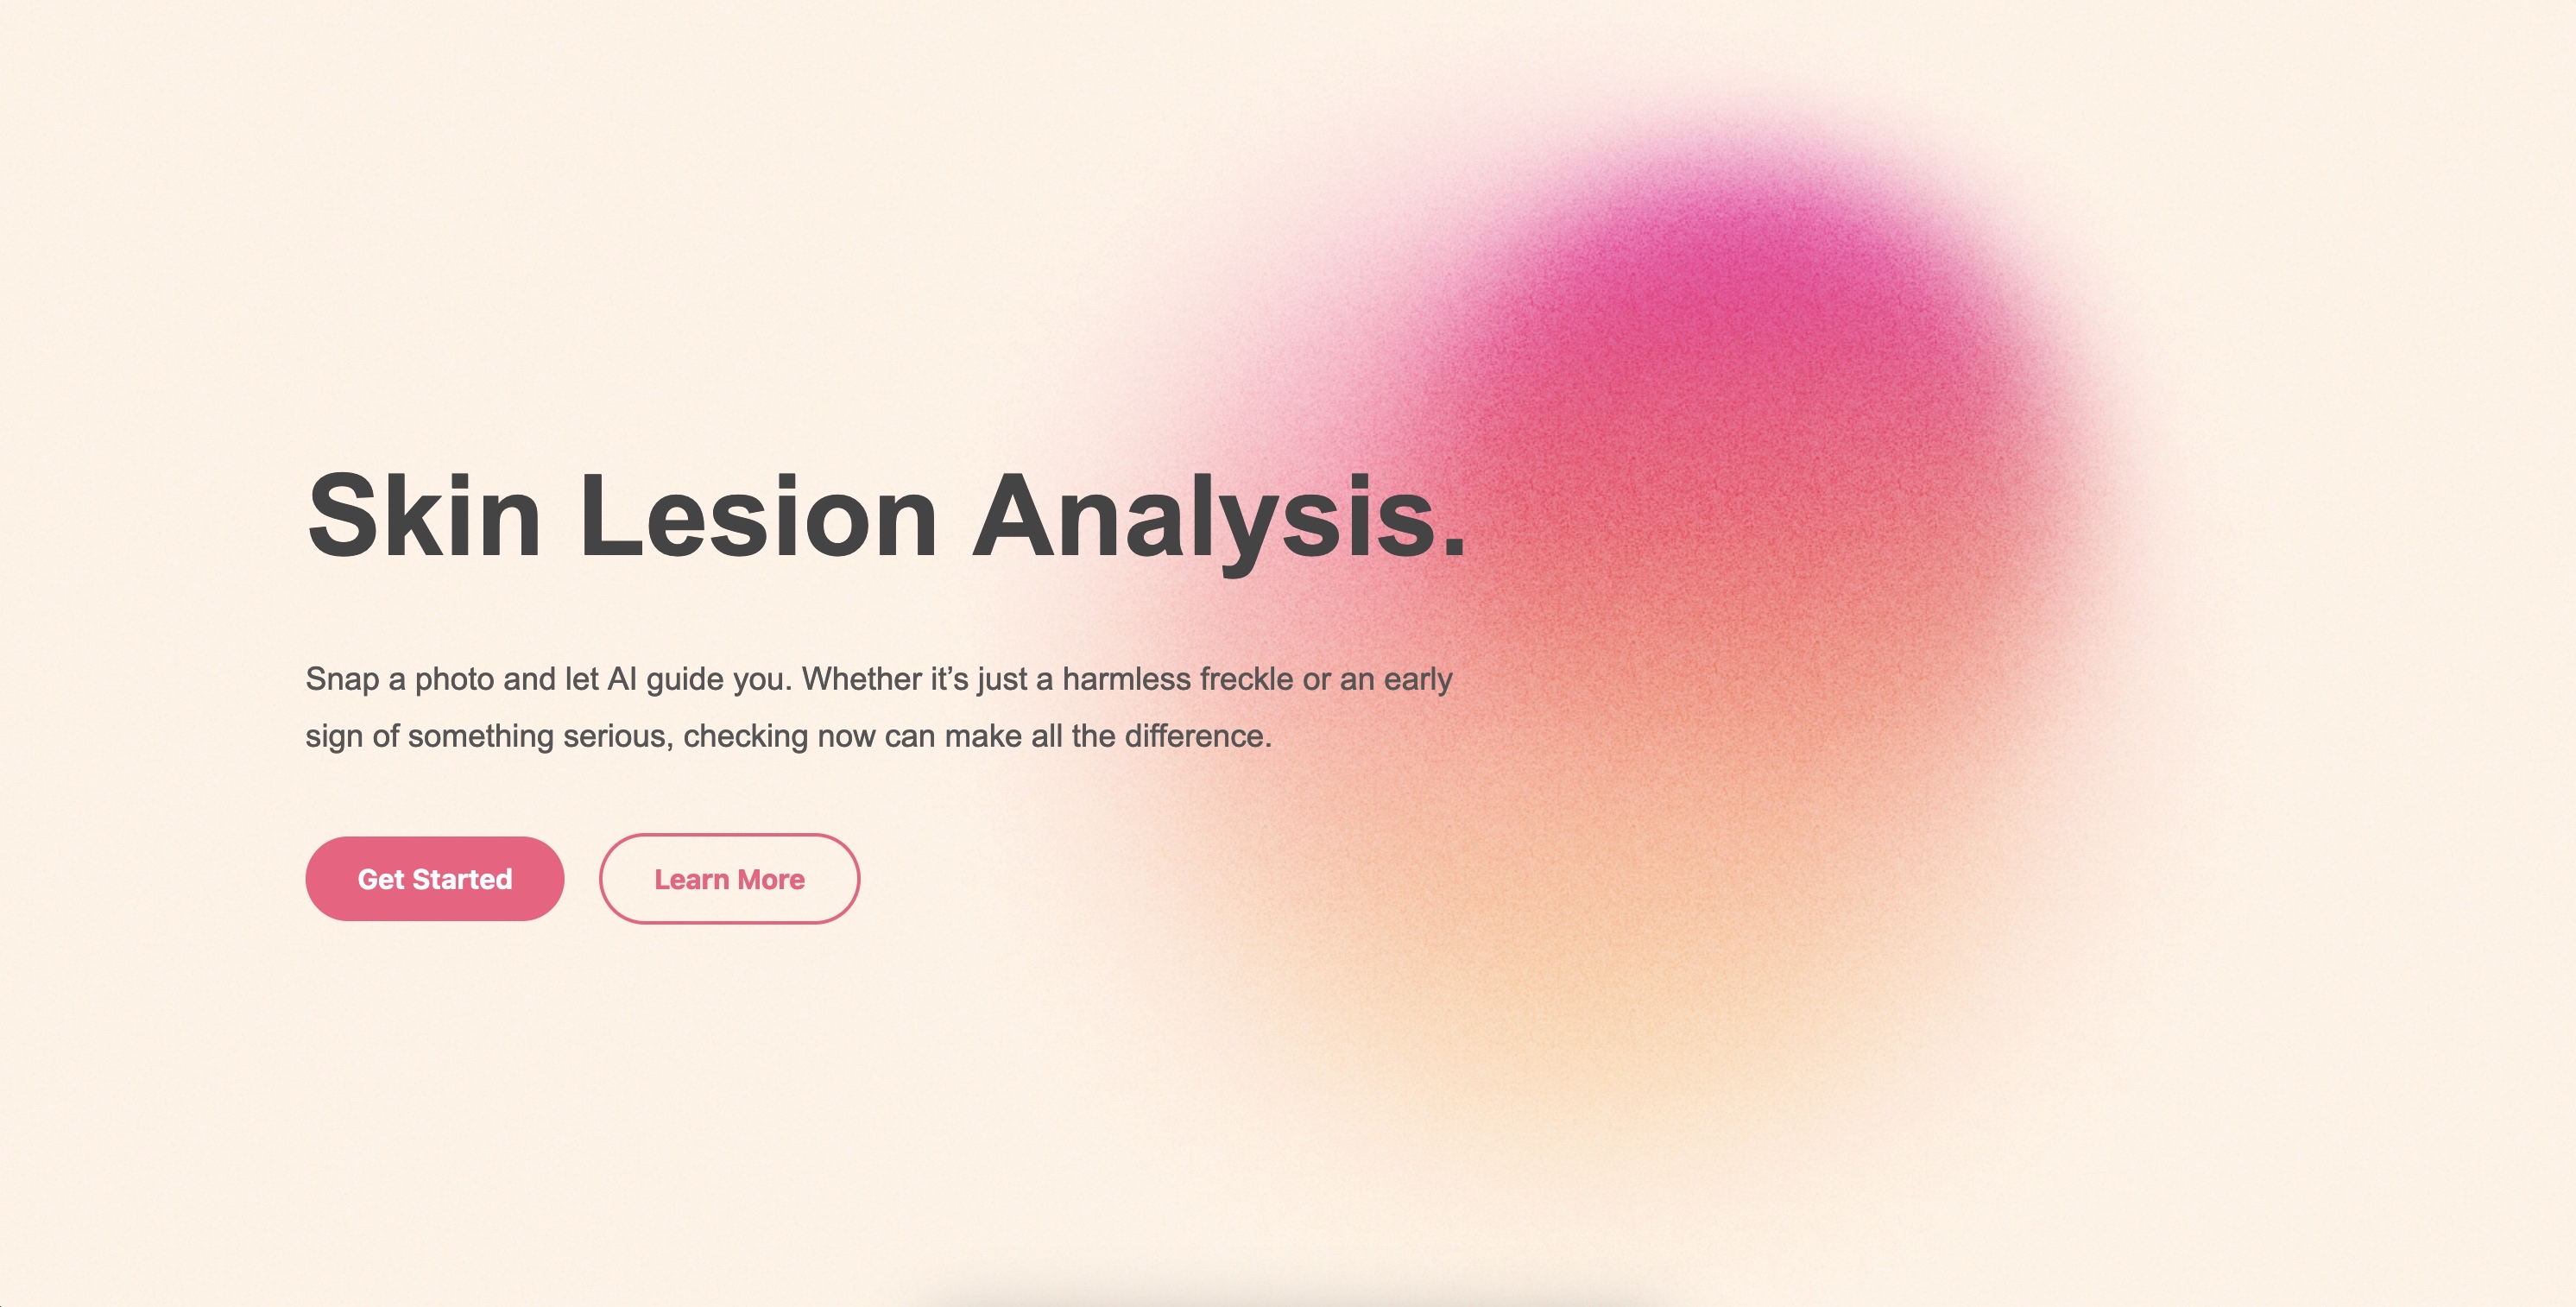 Skin Lesion Analysis.
Snap a photo and let AI guide you. Whether it’s just a harmless freckle or an early
sign of something serious, checking now can make all the difference.
Get Started
Learn More